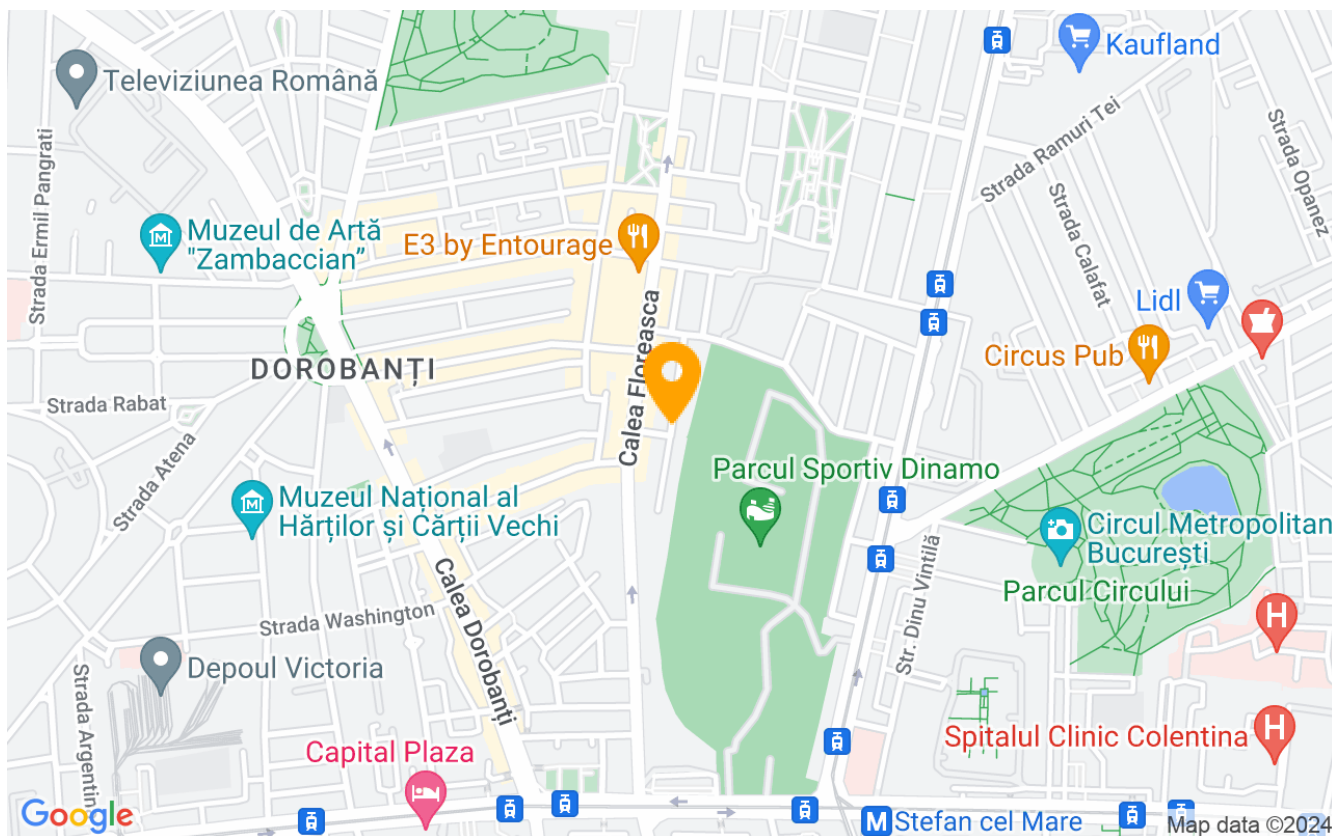 Kaufland
Televiziunea Română
Strada Ermil Pangrati
Strada Ramuri Tei
Strada Opanez
Muzeul de Artă
"Zambaccian”
E3 by Entourage
Strada Calafat
Lidl
Calea Floreasca
Circus Pub
DOROBANȚI
Strada Rabat
Strada Atena
Parcul Sportiv Dinamo
M
Muzeul Național al
Hărților și Cărții Vechi
Circul Metropolitan
București
Calea Dorobanți
Str. Dinu Vintilă
Parcul Circului
Strada Washington
H
Depoul Victoria
Strada Argentin
Capital Plaza
Spitalul Clinic Colentina
H
Google
M Stefan cel Mare
Map data ©2024